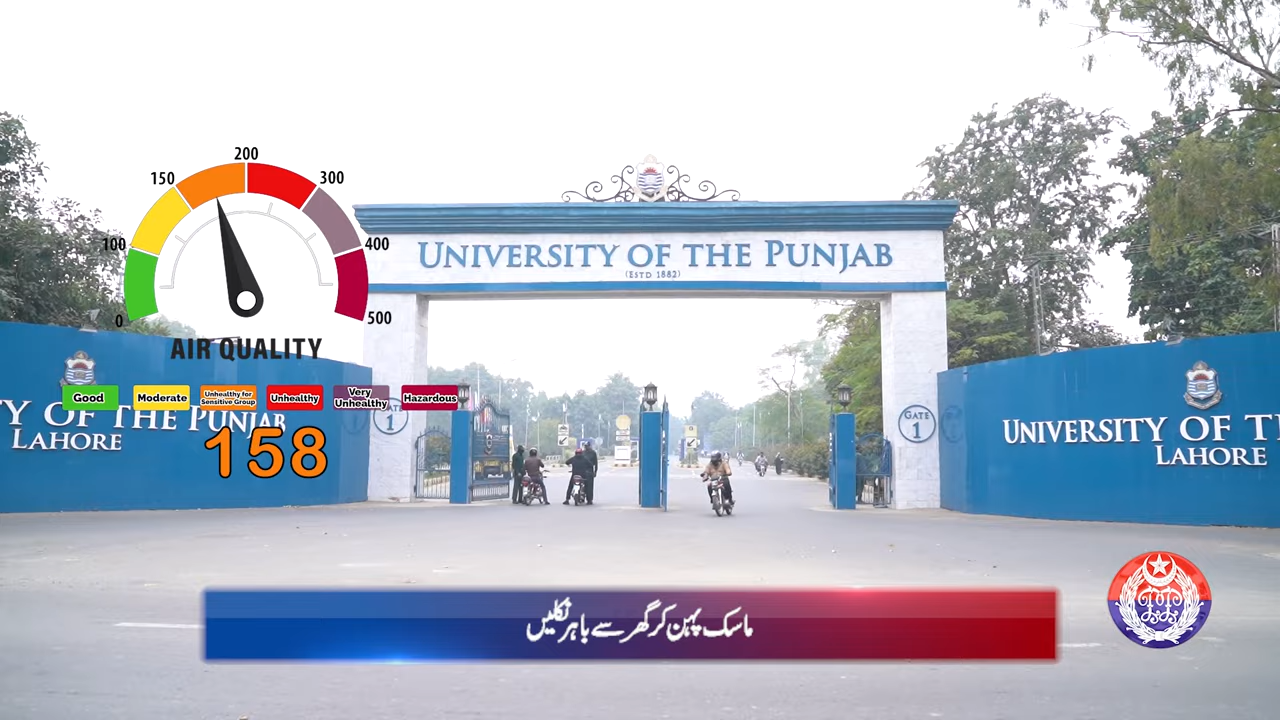 200
150
300
100
400
0
500
AIR QUALITY
Good
Moderate
Unhealthy for
Sensitive Group
Unhealthy
Very
Unhealthy
Hazardous
158
UNIVERSITY OF THE PUNJAB
(ESTD 1882)
Y OF THE PUNJAB
LAHORE
GATE
1
GATE
1
UNIVERSITY OF T
LAHORE
ماسک پہن کر گھر سے باہر نکلیں